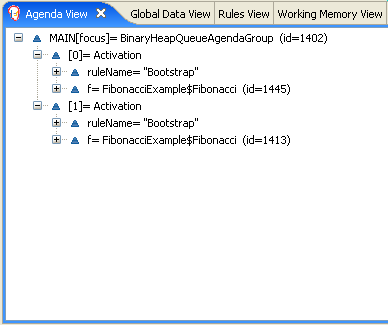 Agenda View Global Data View Rules View Working Memory View
MAIN[focus]= BinaryHeapQueueAgendaGroup (id=1402)
[0]= Activation
ruleName= "Bootstrap"
f= FibonacciExample$Fibonacci (id=1445)
[1]= Activation
ruleName= "Bootstrap"
f= FibonacciExample$Fibonacci (id=1413)